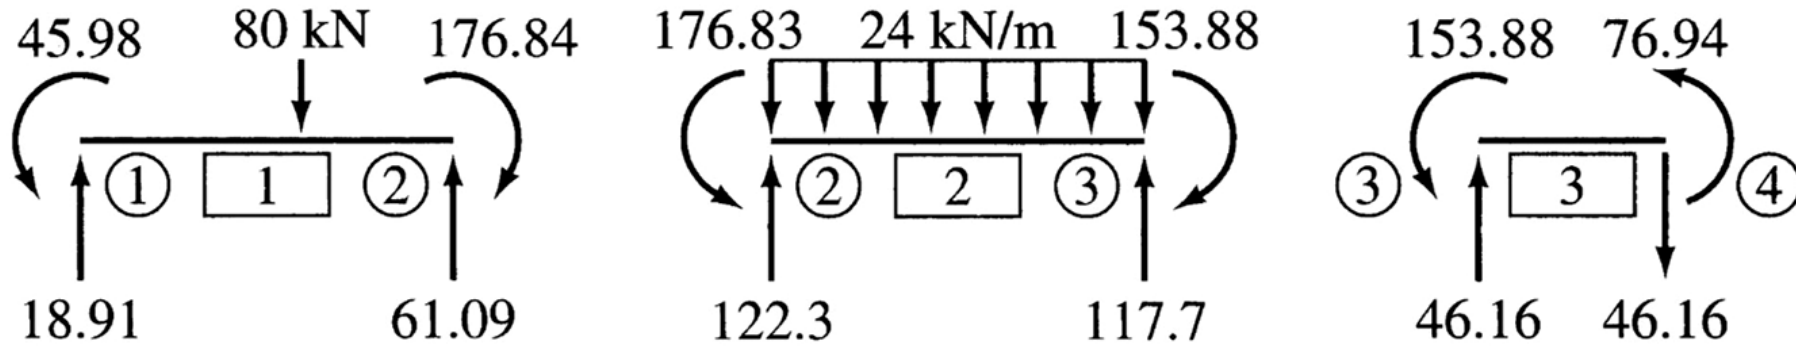 45.98 80 kN 176.84 176.83 24 kN/m 153.88 153.88 76.94
1 1 2 2 2 3 3 3 4
18.91 61.09 122.3 117.7 46.16 46.16